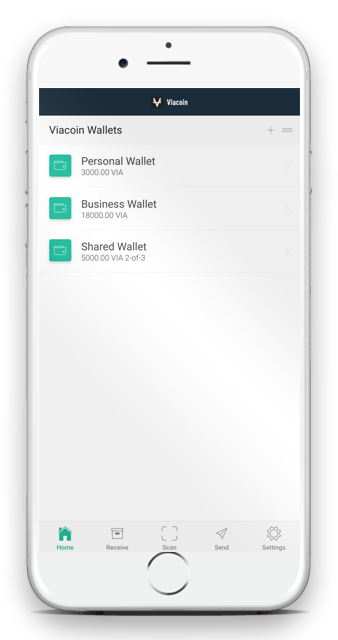 Viacoin
Viacoin Wallets
Personal Wallet
3000.00 VIA
Business Wallet
18000.00 VIA
Shared Wallet
5000.00 VIA 2-of-3
Home Receive Scan Send Settings